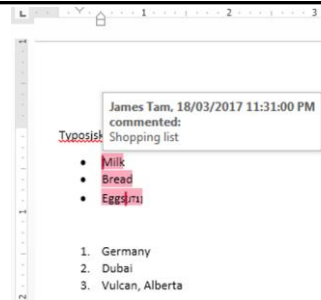 L 1 2 3
James Tam, 18/03/2017 11:31:00 PM
commented:
Shopping list
Typosjsk
• Milk
• Bread
• Eggs[JT1]
1. Germany
2. Dubai
3. Vulcan, Alberta